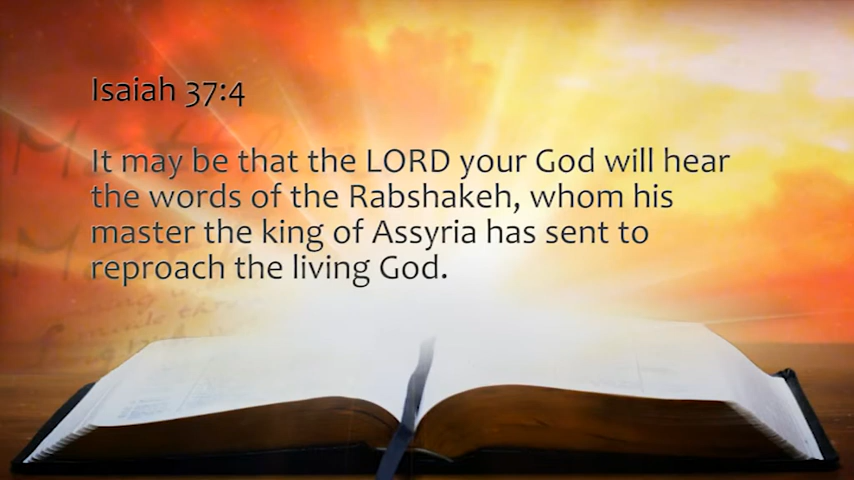 Isaiah 37:4
It may be that the LORD your God will hear
the words of the Rabshakeh, whom his
master the king of Assyria has sent to
reproach the living God.